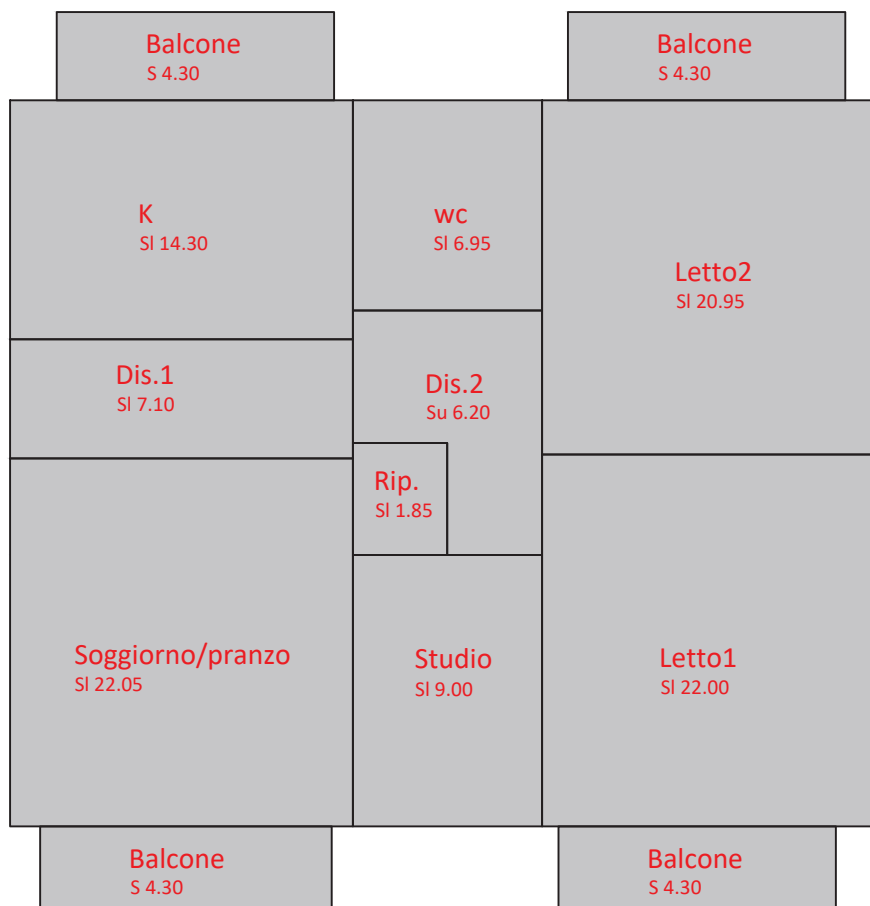 Balcone
S 4.30
Balcone
S 4.30
K
Sl 14.30
wc
Sl 6.95
Letto2
Sl 20.95
Dis.1
Sl 7.10
Dis.2
Su 6.20
Rip.
Sl 1.85
Soggiorno/pranzo
Sl 22.05
Studio
Sl 9.00
Letto1
Sl 22.00
Balcone
S 4.30
Balcone
S 4.30